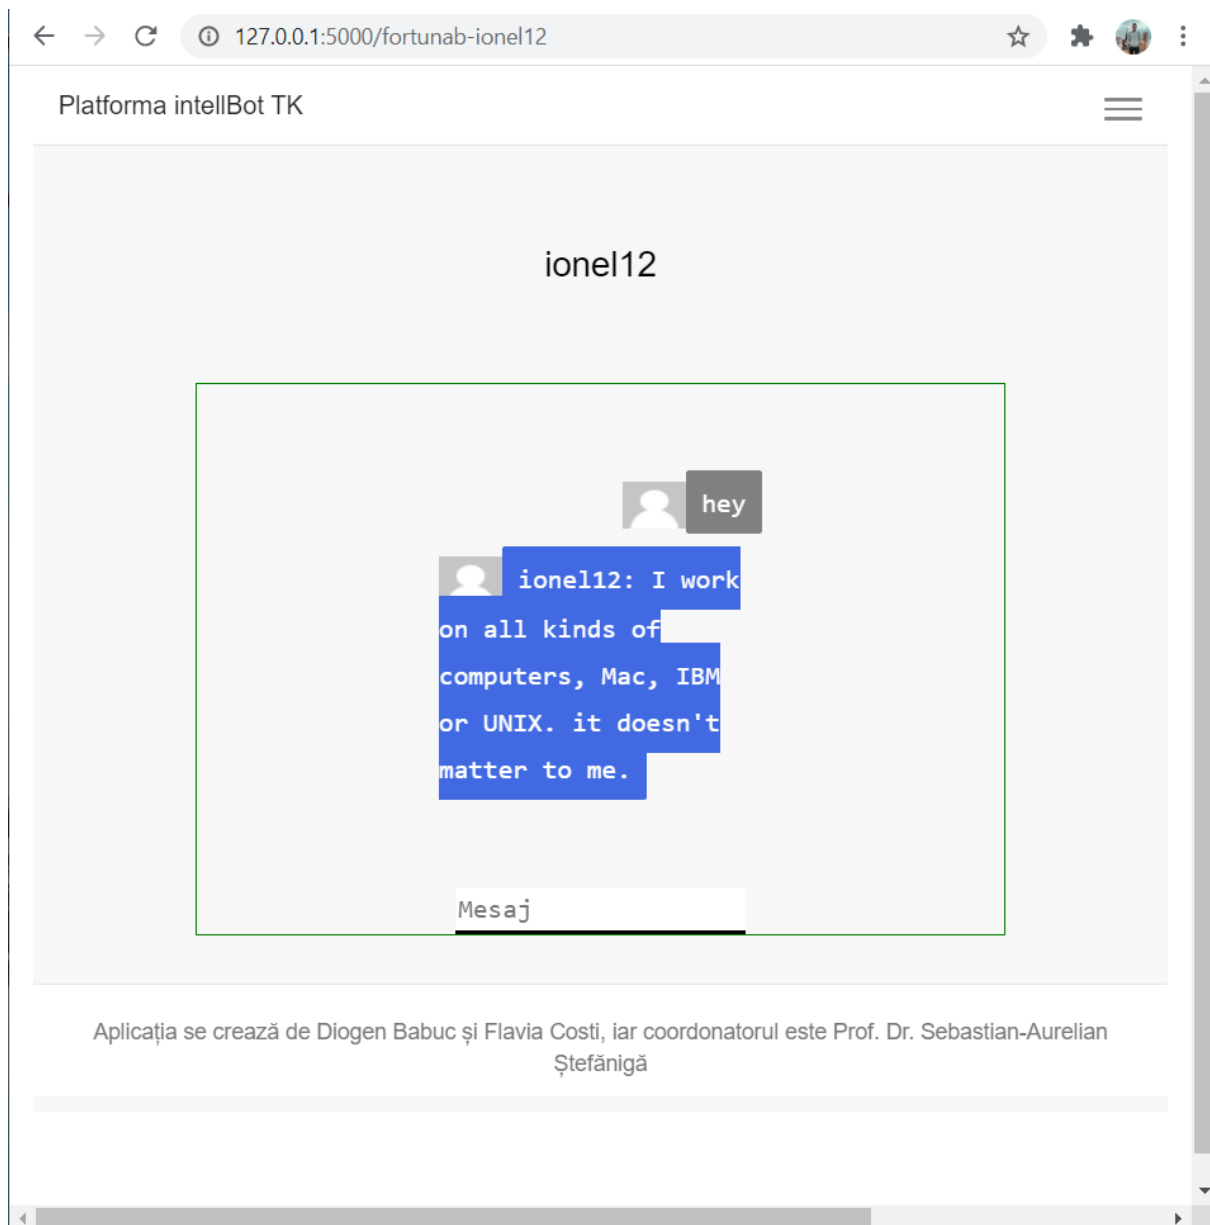 127.0.0.1:5000/fortunab-ionel12
Platforma intellBot TK
ionel12
hey
ionel12: I work
on all kinds of
computers, Mac, IBM
or UNIX. it doesn't
matter to me.
Mesaj
Aplicația se crează de Diogen Babuc și Flavia Costi, iar coordonatorul este Prof. Dr. Sebastian-Aurelian
Ștefănigă